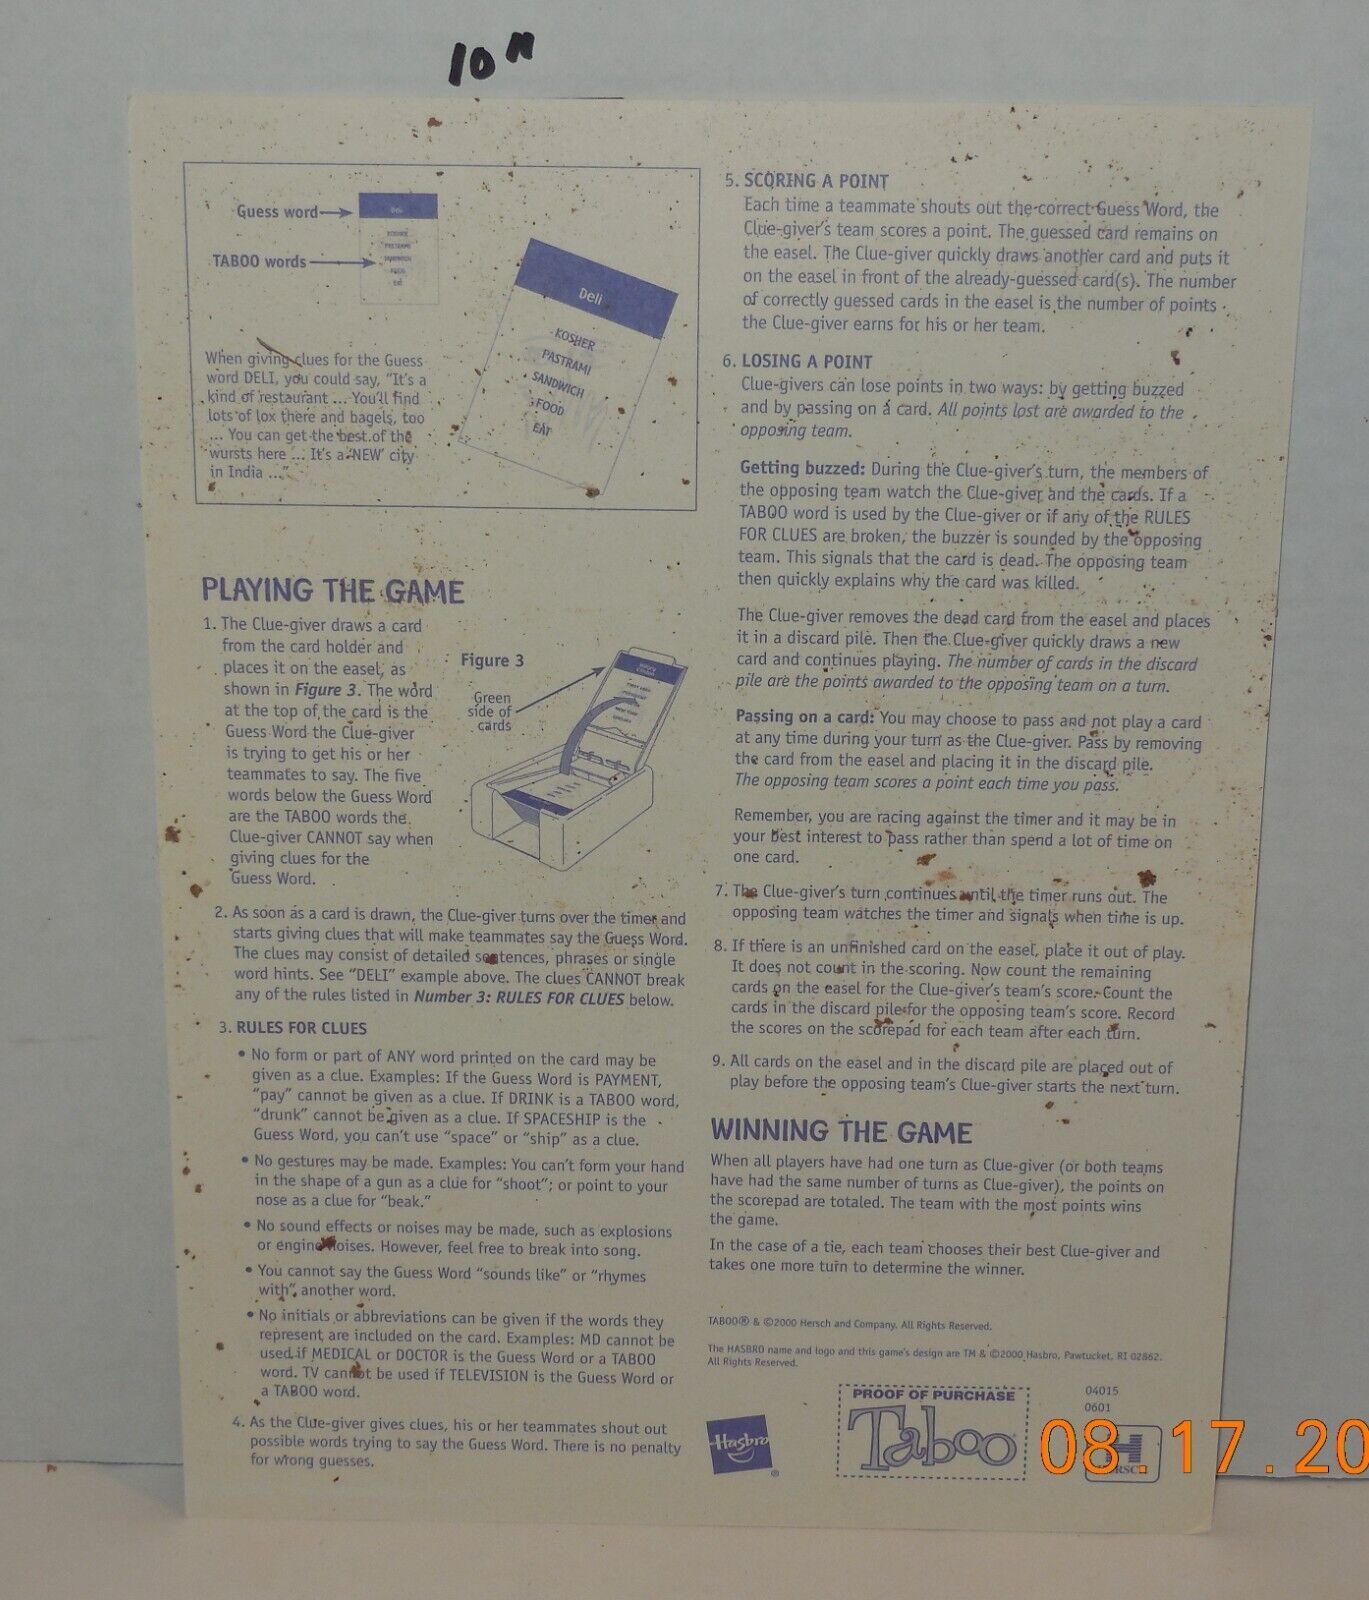 10"
Guess word
TABOO words
Deli
KOSHER
PASTRAMI
SANDWICH
FOOD
EAT
Deli
KOSHER
PASTRAMI
SANDWICH
FOOD
EAT
When giving clues for the Guess
word DELI, you could say, "It's a
kind of restaurant ... You'll find
lots of lox there and bagels, too
... You can get the best of the
wursts here ... It's a 'NEW' city
in India ..."
PLAYING THE GAME
1. The Clue-giver draws a card
from the card holder and
places it on the easel, as
shown in Figure 3. The word
at the top of the card is the
Guess Word the Clue-giver
is trying to get his or her
teammates to say. The five
words below the Guess Word
are the TABOO words the
Clue-giver CANNOT say when
giving clues for the
Guess Word.
Figure 3
Green
side of
cards
2. As soon as a card is drawn, the Clue-giver turns over the timer and
starts giving clues that will make teammates say the Guess Word.
The clues may consist of detailed sentences, phrases or single
word hints. See "DELI" example above. The clues CANNOT break
any of the rules listed in Number 3: RULES FOR CLUES below.
3. RULES FOR CLUES
• No form or part of ANY word printed on the card may be
given as a clue. Examples: If the Guess Word is PAYMENT,
"pay" cannot be given as a clue. If DRINK is a TABOO word,
"drunk" cannot be given as a clue. If SPACESHIP is the
Guess Word, you can't use "space" or "ship" as a clue.
• No gestures may be made. Examples: You can't form your hand
in the shape of a gun as a clue for "shoot"; or point to your
nose as a clue for "beak."
• No sound effects or noises may be made, such as explosions
or engine noises. However, feel free to break into song.
• You cannot say the Guess Word "sounds like" or "rhymes
with" another word.
• No initials or abbreviations can be given if the words they
represent are included on the card. Examples: MD cannot be
used if MEDICAL or DOCTOR is the Guess Word or a TABOO
word. TV cannot be used if TELEVISION is the Guess Word or
a TABOO word.
4. As the Clue-giver gives clues, his or her teammates shout out
possible words trying to say the Guess Word. There is no penalty
for wrong guesses.
5. SCORING A POINT
Each time a teammate shouts out the correct Guess Word, the
Clue-giver's team scores a point. The guessed card remains on
the easel. The Clue-giver quickly draws another card and puts it
on the easel in front of the already-guessed card(s). The number
of correctly guessed cards in the easel is the number of points
the Clue-giver earns for his or her team.
6. LOSING A POINT
Clue-givers can lose points in two ways: by getting buzzed
and by passing on a card. All points lost are awarded to the
opposing team.
Getting buzzed: During the Clue-giver's turn, the members of
the opposing team watch the Clue-giver and the cards. If a
TABOO word is used by the Clue-giver or if any of the RULES
FOR CLUES are broken, the buzzer is sounded by the opposing
team. This signals that the card is dead. The opposing team
then quickly explains why the card was killed.
The Clue-giver removes the dead card from the easel and places
it in a discard pile. Then the Clue-giver quickly draws a new
card and continues playing. The number of cards in the discard
pile are the points awarded to the opposing team on a turn.
Passing on a card: You may choose to pass and not play a card
at any time during your turn as the Clue-giver. Pass by removing
the card from the easel and placing it in the discard pile.
The opposing team scores a point each time you pass.
Remember, you are racing against the timer and it may be in
your best interest to pass rather than spend a lot of time on
one card.
7. The Clue-giver's turn continues until the timer runs out. The
opposing team watches the timer and signals when time is up.
8. If there is an unfinished card on the easel, place it out of play.
It does not count in the scoring. Now count the remaining
cards on the easel for the Clue-giver's team's score. Count the
cards in the discard pile for the opposing team's score. Record
the scores on the scorepad for each team after each turn.
9. All cards on the easel and in the discard pile are placed out of
play before the opposing team's Clue-giver starts the next turn.
WINNING THE GAME
When all players have had one turn as Clue-giver (or both teams
have had the same number of turns as Clue-giver), the points on
the scorepad are totaled. The team with the most points wins
the game.
In the case of a tie, each team chooses their best Clue-giver and
takes one more turn to determine the winner.
TABOO® & ©2000 Hersch and Company. All Rights Reserved.
The HASBRO name and logo and this game's design are TM & ©2000 Hasbro, Pawtucket, RI 02862.
All Rights Reserved.
Hasbro ®
PROOF OF PURCHASE
Taboo
04015
0601
08.17.20